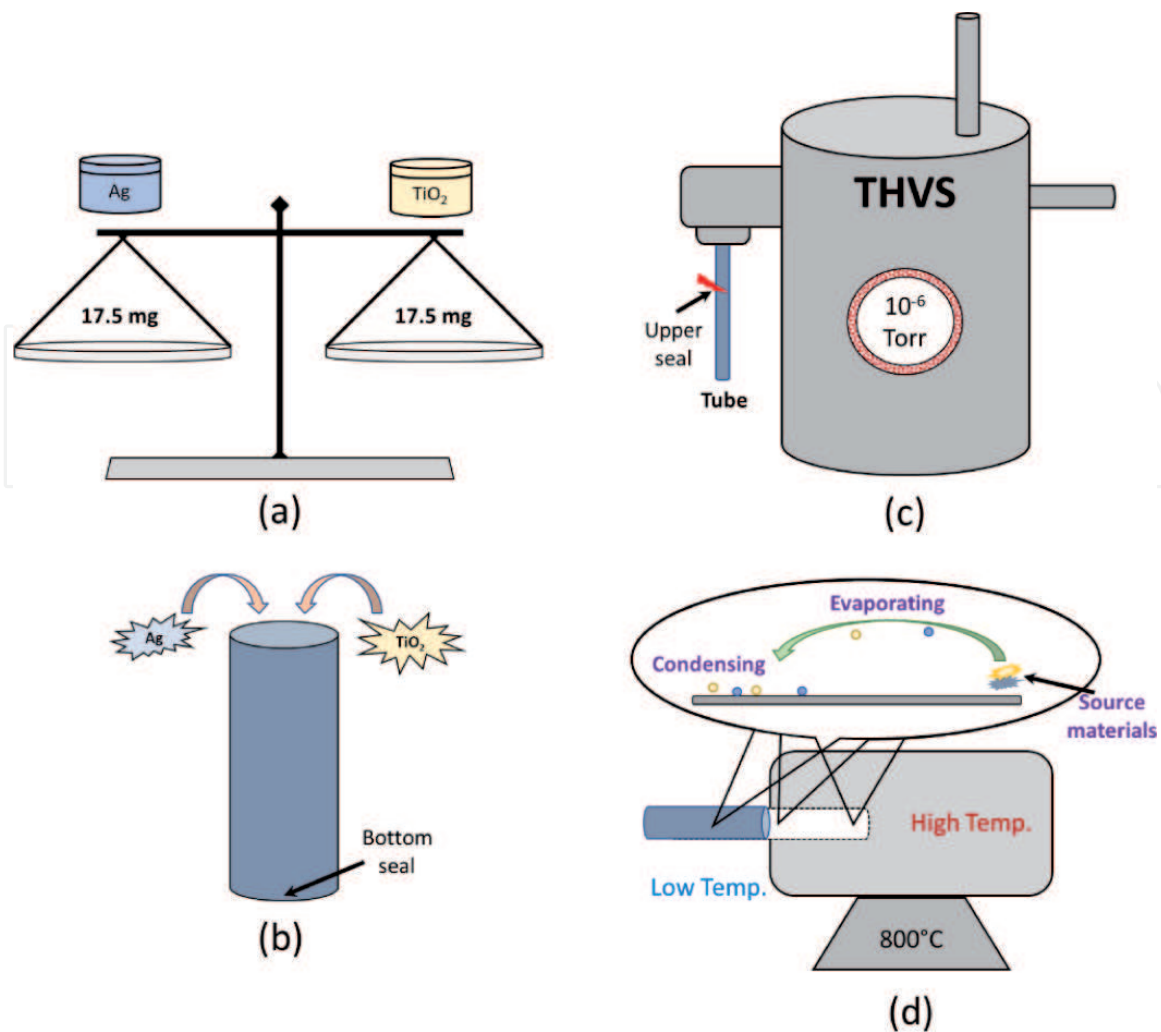 Ag
TiO₂
17.5 mg
17.5 mg
(a)
THVS
10⁻⁶
Torr
Upper
seal
Tube
(c)
Ag
TiO₂
Bottom
seal
(b)
Evaporating
Condensing
Source
materials
High Temp.
Low Temp.
800°C
(d)